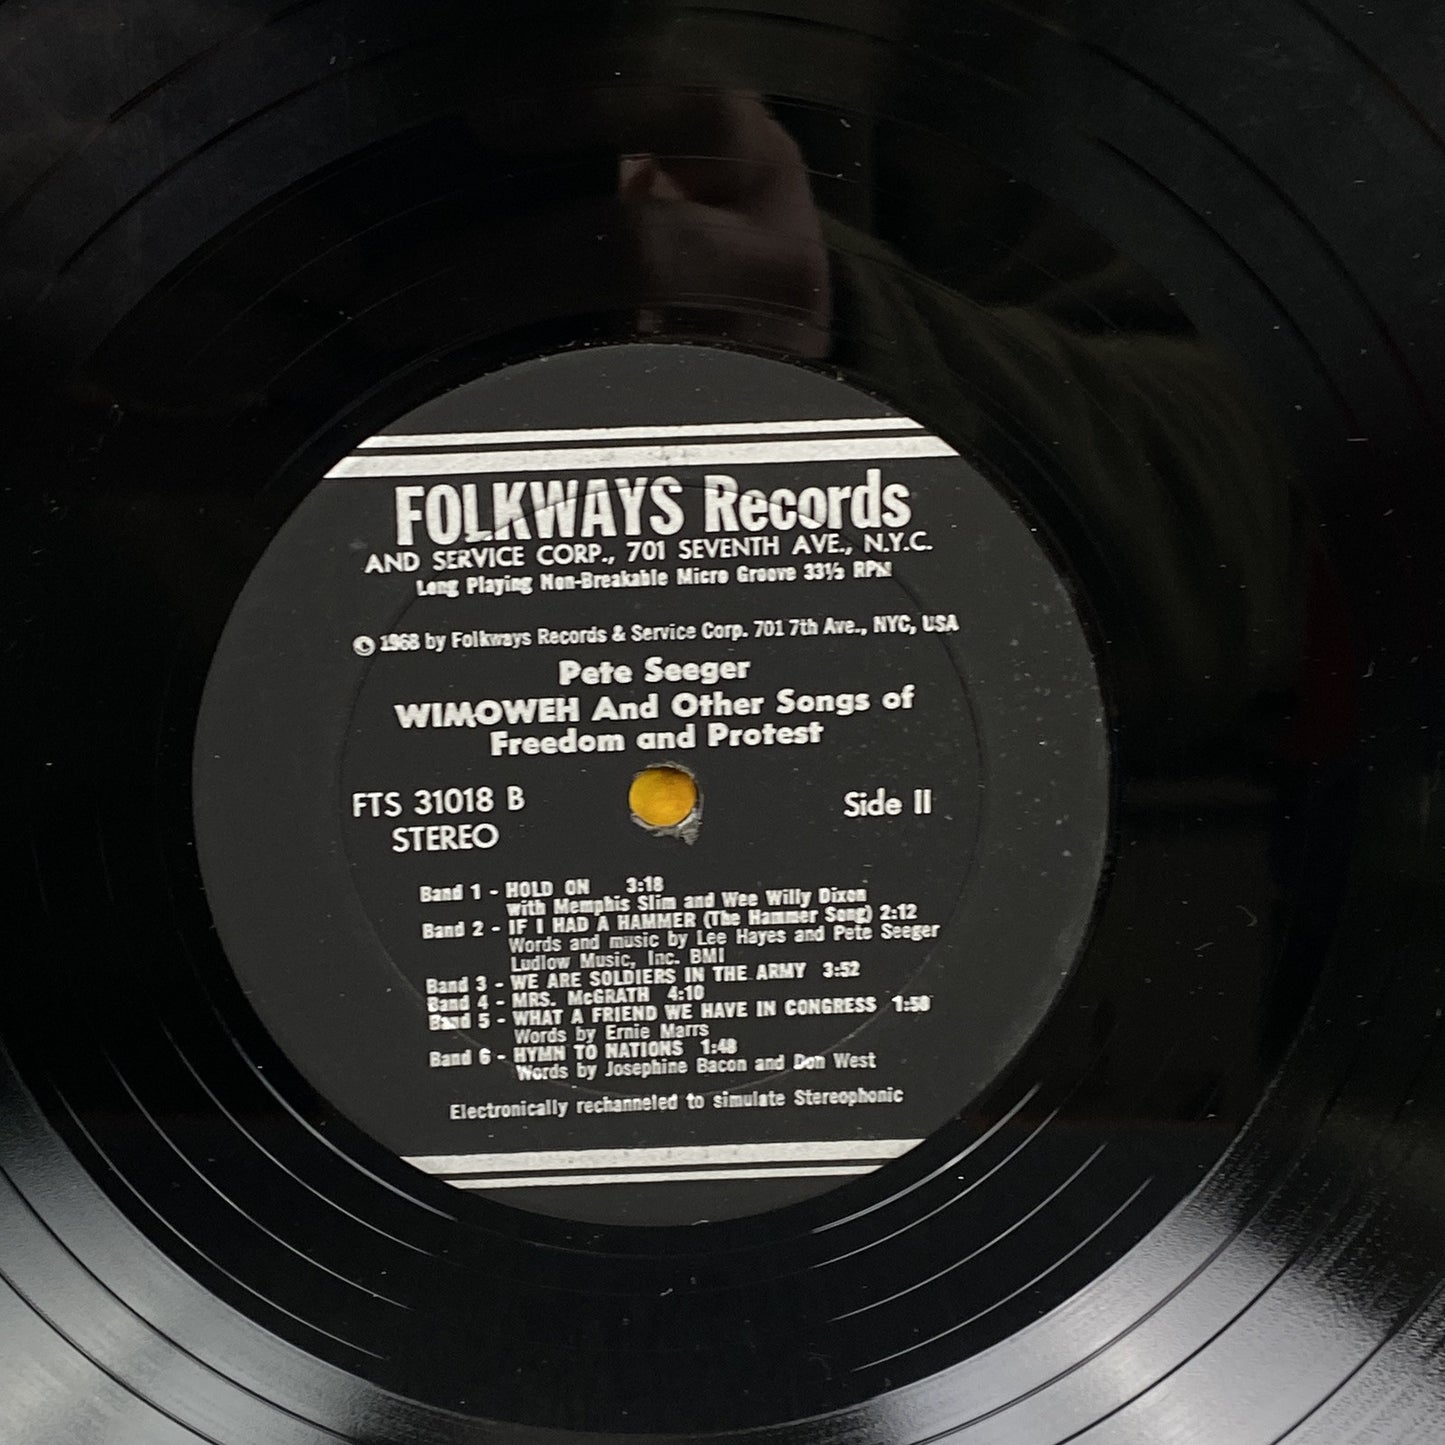 FOLKWAYS Records
AND SERVICE CORP., 701 SEVENTH AVE., N.Y.C.
Long Playing Non-Breakable Micro Groove 33⅓ RPM
© 1968 by Folkways Records & Service Corp. 701 7th Ave., NYC, USA
Pete Seeger
WIMOWEH And Other Songs of
Freedom and Protest
FTS 31018 B
STEREO
Side II
Band 1 - HOLD ON 3:18
with Memphis Slim and Wee Willy Dixon
Band 2 - IF I HAD A HAMMER (The Hammer Song) 2:12
Words and music by Lee Hayes and Pete Seeger
Ludlow Music, Inc. BMI
Band 3 - WE ARE SOLDIERS IN THE ARMY 3:52
Band 4 - MRS. McGRATH 4:10
Band 5 - WHAT A FRIEND WE HAVE IN CONGRESS 1:58
Words by Ernie Marrs
Band 6 - HYMN TO NATIONS 1:48
Words by Josephine Bacon and Don West
Electronically rechanneled to simulate Stereophonic